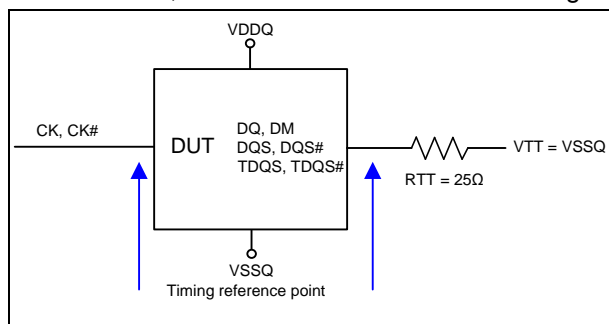 VDDQ
CK, CK#
DUT
DQ, DM
DQS, DQS#
TDQS, TDQS#
VTT = VSSQ
RTT = 25Ω
VSSQ
Timing reference point